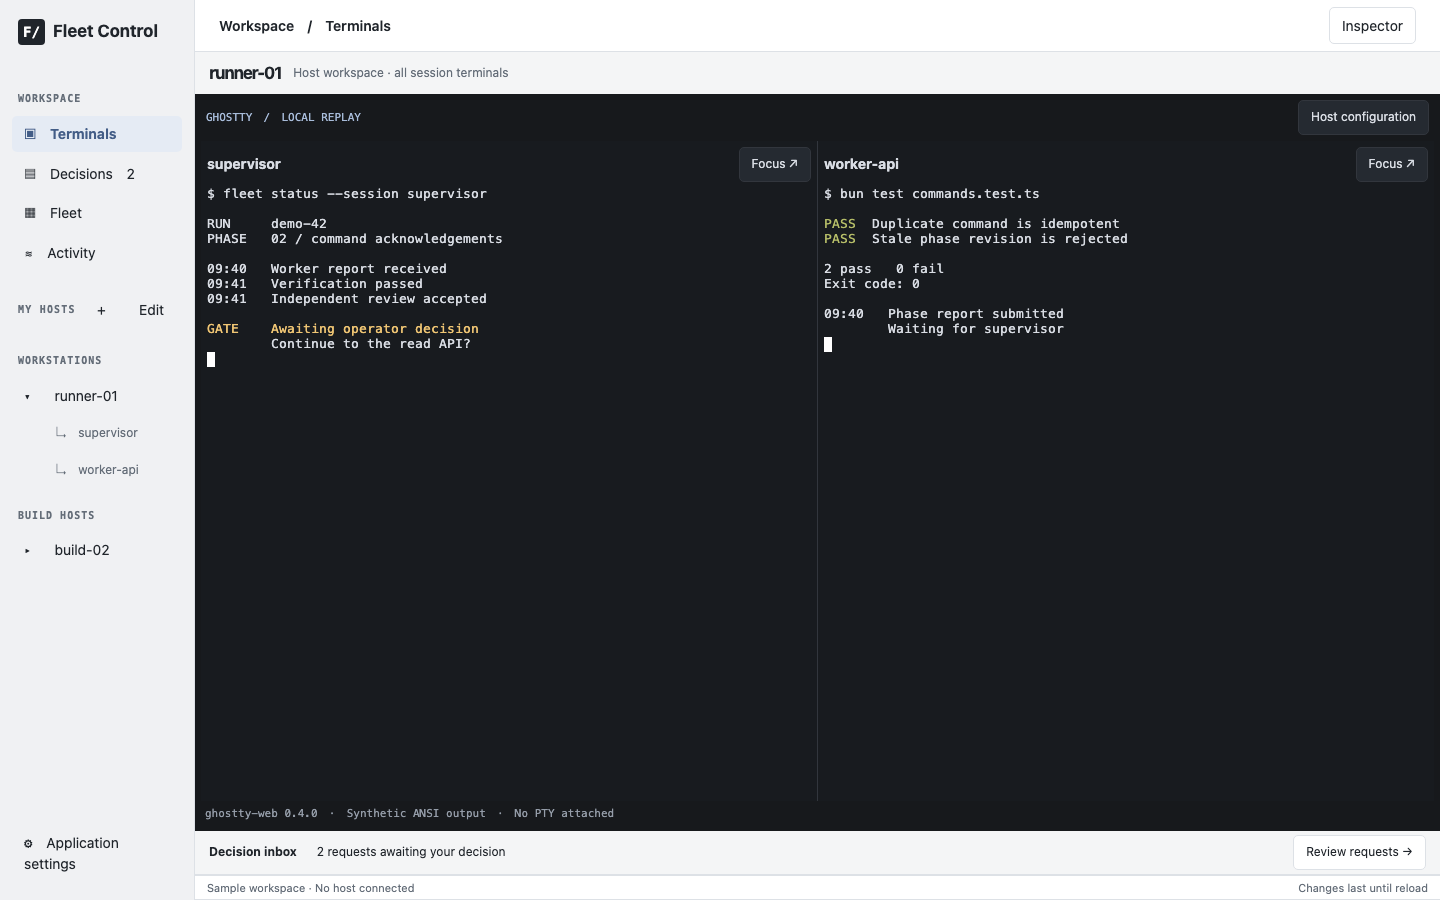 F/ Fleet Control
WORKSPACE
Terminals
Decisions 2
Fleet
Activity
MY HOSTS + Edit
WORKSTATIONS
runner-01
supervisor
worker-api
BUILD HOSTS
build-02
Application
settings
Workspace / Terminals
Inspector
runner-01 Host workspace · all session terminals
GHOSTTY / LOCAL REPLAY
Host configuration
supervisor
Focus ↗
$ fleet status --session supervisor
RUN demo-42
PHASE 02 / command acknowledgements
09:40 Worker report received
09:41 Verification passed
09:41 Independent review accepted
GATE Awaiting operator decision
Continue to the read API?
worker-api
Focus ↗
$ bun test commands.test.ts
PASS Duplicate command is idempotent
PASS Stale phase revision is rejected
2 pass 0 fail
Exit code: 0
09:40 Phase report submitted
Waiting for supervisor
ghostty-web 0.4.0 · Synthetic ANSI output · No PTY attached
Decision inbox 2 requests awaiting your decision
Review requests →
Sample workspace · No host connected
Changes last until reload